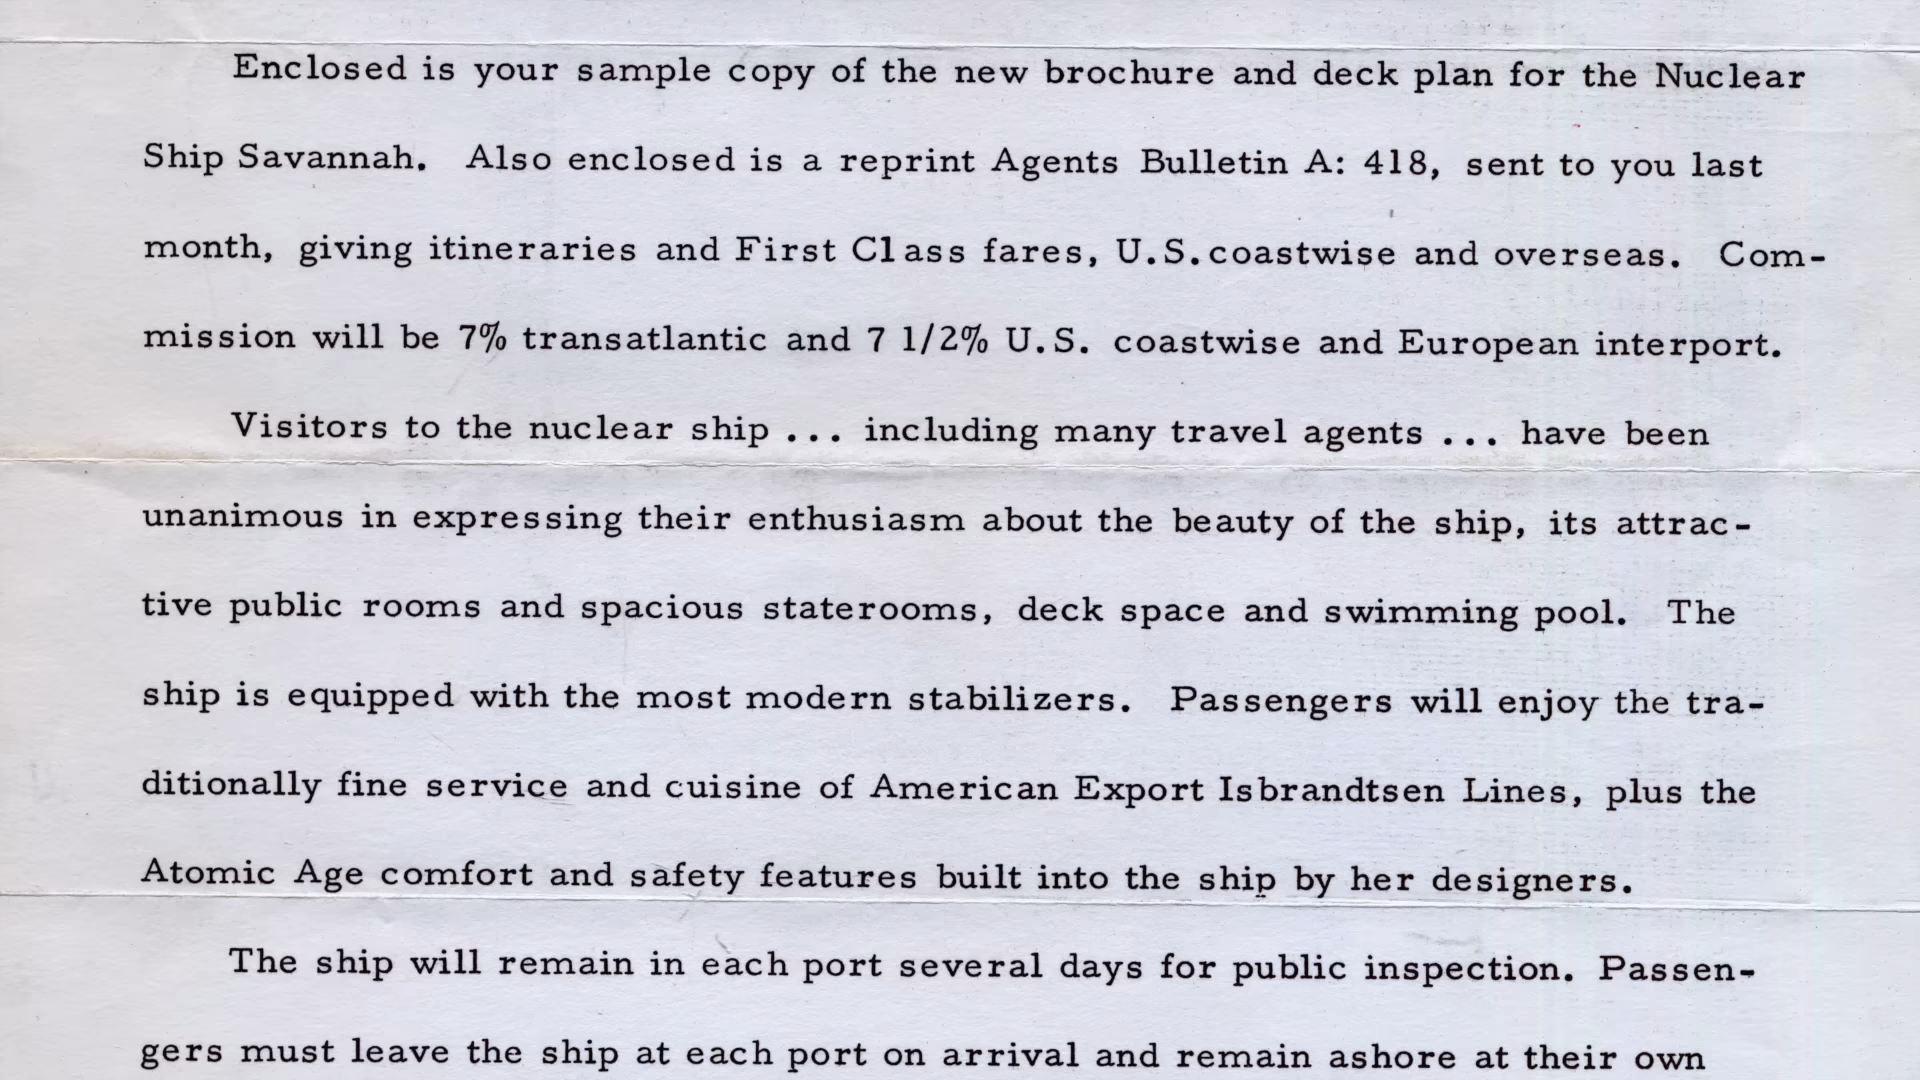 Enclosed is your sample copy of the new brochure and deck plan for the Nuclear
Ship Savannah. Also enclosed is a reprint Agents Bulletin A: 418, sent to you last
month, giving itineraries and First Class fares, U.S. coastwise and overseas. Com-
mission will be 7% transatlantic and 7 1/2% U.S. coastwise and European interport.
Visitors to the nuclear ship ... including many travel agents ... have been
unanimous in expressing their enthusiasm about the beauty of the ship, its attrac-
tive public rooms and spacious staterooms, deck space and swimming pool. The
ship is equipped with the most modern stabilizers. Passengers will enjoy the tra-
ditionally fine service and cuisine of American Export Isbrandtsen Lines, plus the
Atomic Age comfort and safety features built into the ship by her designers.
The ship will remain in each port several days for public inspection. Passen-
gers must leave the ship at each port on arrival and remain ashore at their own